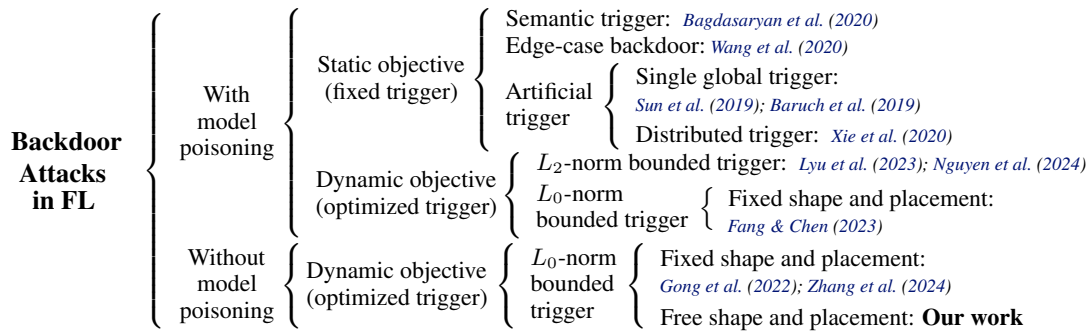 Backdoor
Attacks
in FL
With
model
poisoning
Static objective
(fixed trigger)
Semantic trigger: Bagdasaryan et al. (2020)
Edge-case backdoor: Wang et al. (2020)
Artificial
trigger
Single global trigger:
Sun et al. (2019); Baruch et al. (2019)
Distributed trigger: Xie et al. (2020)
Dynamic objective
(optimized trigger)
L₂-norm bounded trigger: Lyu et al. (2023); Nguyen et al. (2024)
L₀-norm
bounded trigger
Fixed shape and placement:
Fang & Chen (2023)
Without
model
poisoning
Dynamic objective
(optimized trigger)
L₀-norm
bounded
trigger
Fixed shape and placement:
Gong et al. (2022); Zhang et al. (2024)
Free shape and placement: Our work